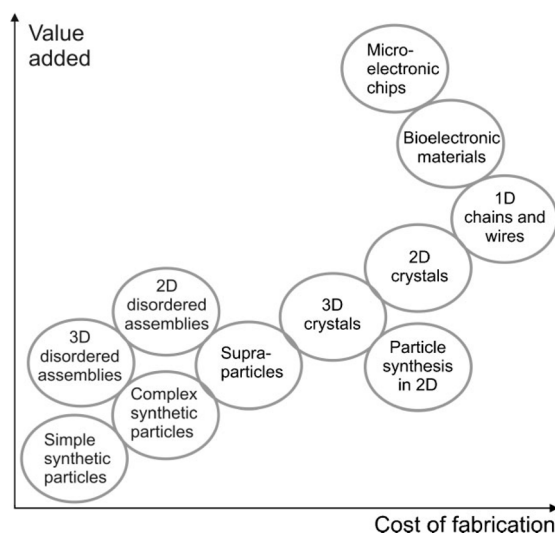 Value
added
Micro-
electronic
chips
Bioelectronic
materials
1D
chains and
wires
2D
crystals
2D
disordered
assemblies
3D
crystals
3D
disordered
assemblies
Supra-
particles
Particle
synthesis
in 2D
Complex
synthetic
particles
Simple
synthetic
particles
Cost of fabrication